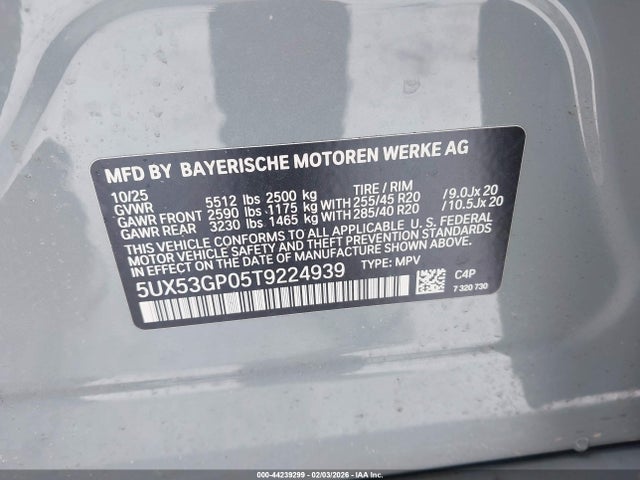 MFD BY BAYERISCHE MOTOREN WERKE AG
10/25 TIRE / RIM
GVWR 5512 lbs 2500 kg
GAWR FRONT 2590 lbs 1175 kg WITH 255/45 R20 /9.0Jx 20
GAWR REAR 3230 lbs 1465 kg WITH 285/40 R20 /10.5Jx 20
THIS VEHICLE CONFORMS TO ALL APPLICABLE U.S. FEDERAL
MOTOR VEHICLE SAFETY AND THEFT PREVENTION STANDARDS
IN EFFECT ON THE DATE OF MANUFACTURE SHOWN ABOVE.
5UX53GP05T9224939 TYPE: MPV C4P
7 320 730
000-44239299 | 02/03/2026 - IAA Inc.